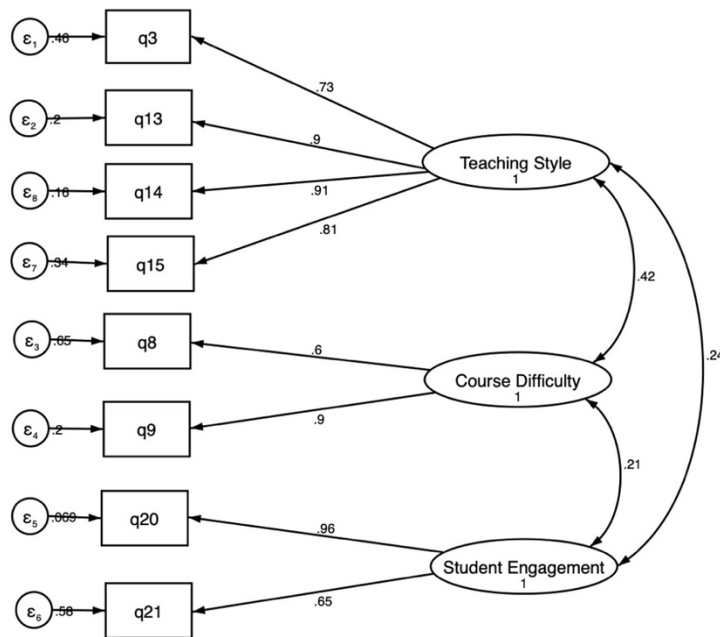 ε1 .46 q3
.73
ε2 .2 q13
.9
Teaching Style
1
ε8 .18 q14
.91
.81
ε7 .34 q15
.42
ε3 .65 q8
.6
.24
Course Difficulty
1
ε4 .2 q9
.9
.21
ε5 .069 q20
.96
Student Engagement
1
ε6 .58 q21
.65